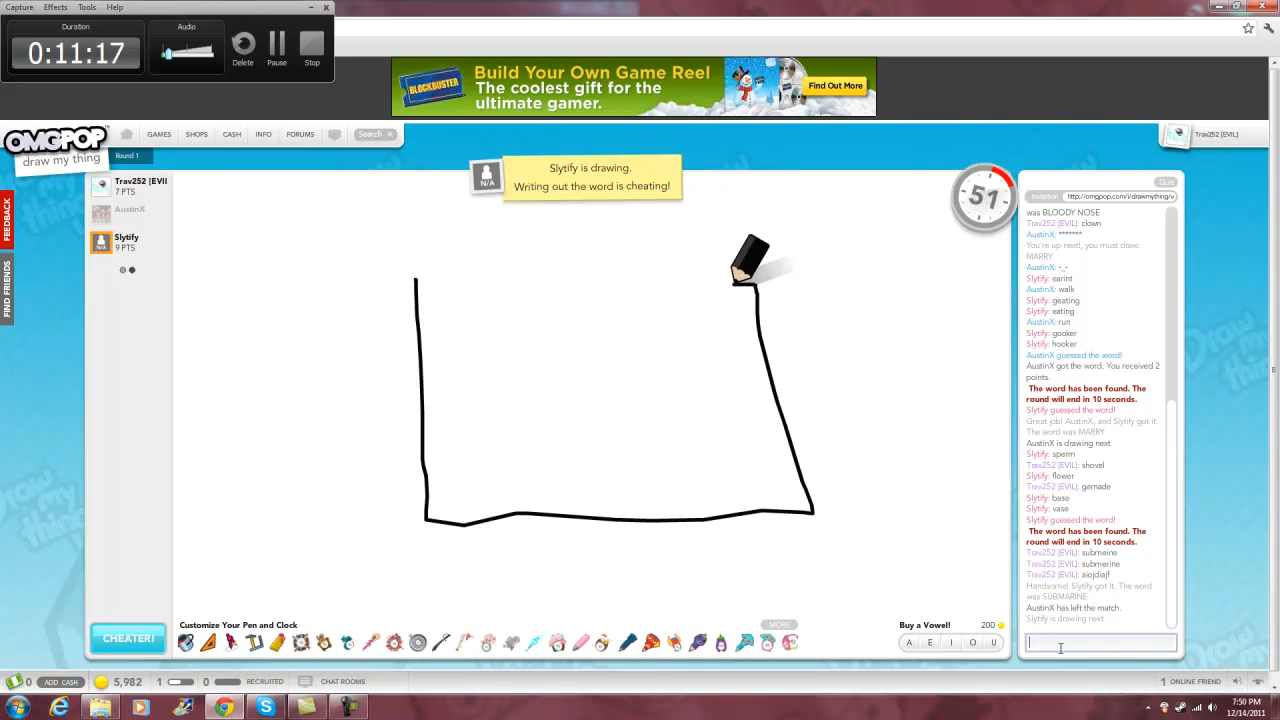 Capture Effects Tools Help
Duration
Audio
0:11:17
Delete Pause Stop
BLOCKBUSTER
Build Your Own Game Reel
The coolest gift for the
ultimate gamer.
Find Out More
OMGPOP
draw my thing
GAMES SHOPS CASH INFO FORUMS
Search
Trav252 [EVIL]
Round 1
FEEDBACK
FIND FRIENDS
Trav252 [EVII
7 PTS
AustinX
N/A
Slytify
9 PTS
N/A
Slytify is drawing.
Writing out the word is cheating!
51
Quit
Invitation http://omgpop.com/i/drawmything/v
was BLOODY NOSE
Trav252 [EVIL]: clown
AustinX: *******
You're up next!, you must draw:
MARRY
AustinX: -_-
Slytify: earint
AustinX: walk
Slytify: geating
Slytify: eating
AustinX: run
Slytify: gooker
Slytify: hooker
AustinX guessed the word!
AustinX got the word. You received 2
points.
The word has been found. The
round will end in 10 seconds.
Slytify guessed the word!
Great job! AustinX, and Slytify got it.
The word was MARRY
AustinX is drawing next
Slytify: sperm
Trav252 [EVIL]: shovel
Slytify: flower
Trav252 [EVIL]: gernade
Slytify: base
Slytify: vase
Slytify guessed the word!
The word has been found. The
round will end in 10 seconds.
Trav252 [EVIL]: submeine
Trav252 [EVIL]: submerine
Trav252 [EVIL]: aiojdiajf
Handsome! Slytify got it. The word
was SUBMARINE
AustinX has left the match.
Slytify is drawing next
CHEATER!
Customize Your Pen and Clock
MORE
Buy a Vowel!
200
A E I O U
0 ADD CASH 5,982 1 0 RECRUITED CHAT ROOMS
1 ONLINE FRIEND
7:50 PM
12/14/2011